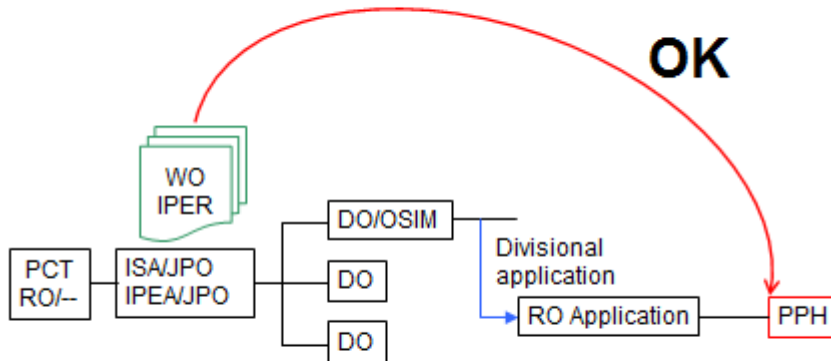 OK
WO
IPER
PCT
RO/--
ISA/JPO
IPEA/JPO
DO/OSIM
DO
DO
Divisional
application
RO Application
PPH